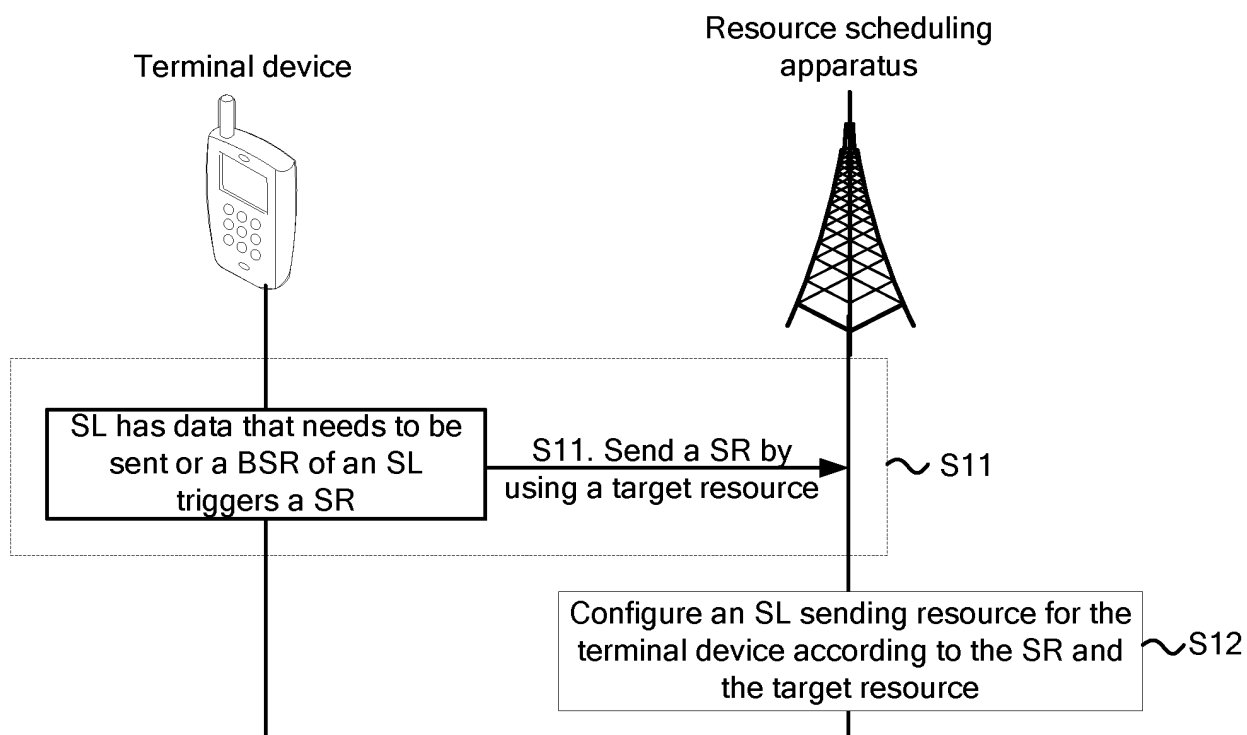 Terminal device
Resource scheduling
apparatus
SL has data that needs to be
sent or a BSR of an SL
triggers a SR
S11. Send a SR by
using a target resource
S11
Configure an SL sending resource for the
terminal device according to the SR and
the target resource
S12